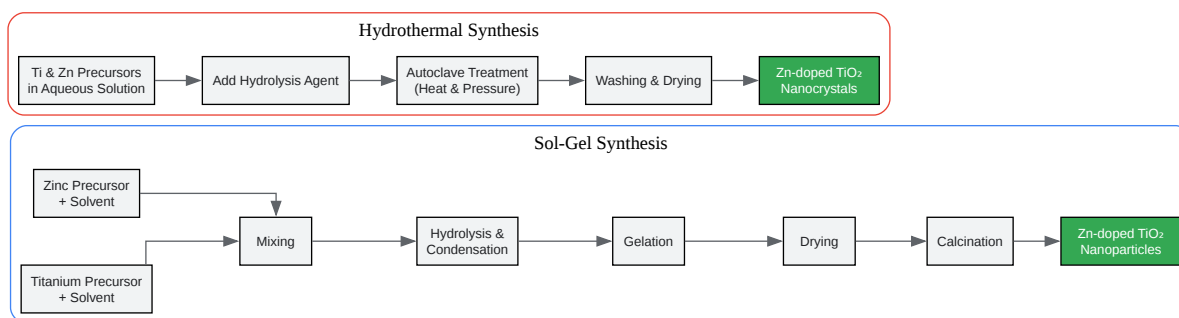 Hydrothermal Synthesis
Ti & Zn Precursors
in Aqueous Solution
Add Hydrolysis Agent
Autoclave Treatment
(Heat & Pressure)
Washing & Drying
Zn-doped TiO₂
Nanocrystals
Sol-Gel Synthesis
Zinc Precursor
+ Solvent
Titanium Precursor
+ Solvent
Mixing
Hydrolysis &
Condensation
Gelation
Drying
Calcination
Zn-doped TiO₂
Nanoparticles